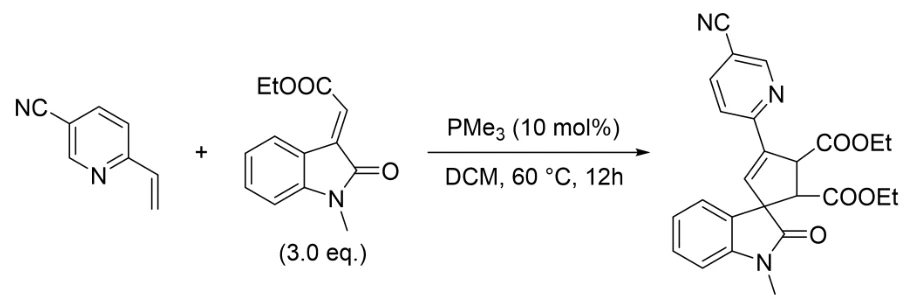 NC
N
+
EtOOC
O
N
(3.0 eq.)
PMe₃ (10 mol%)
DCM, 60 °C, 12h
NC
N
COOEt
COOEt
O
N